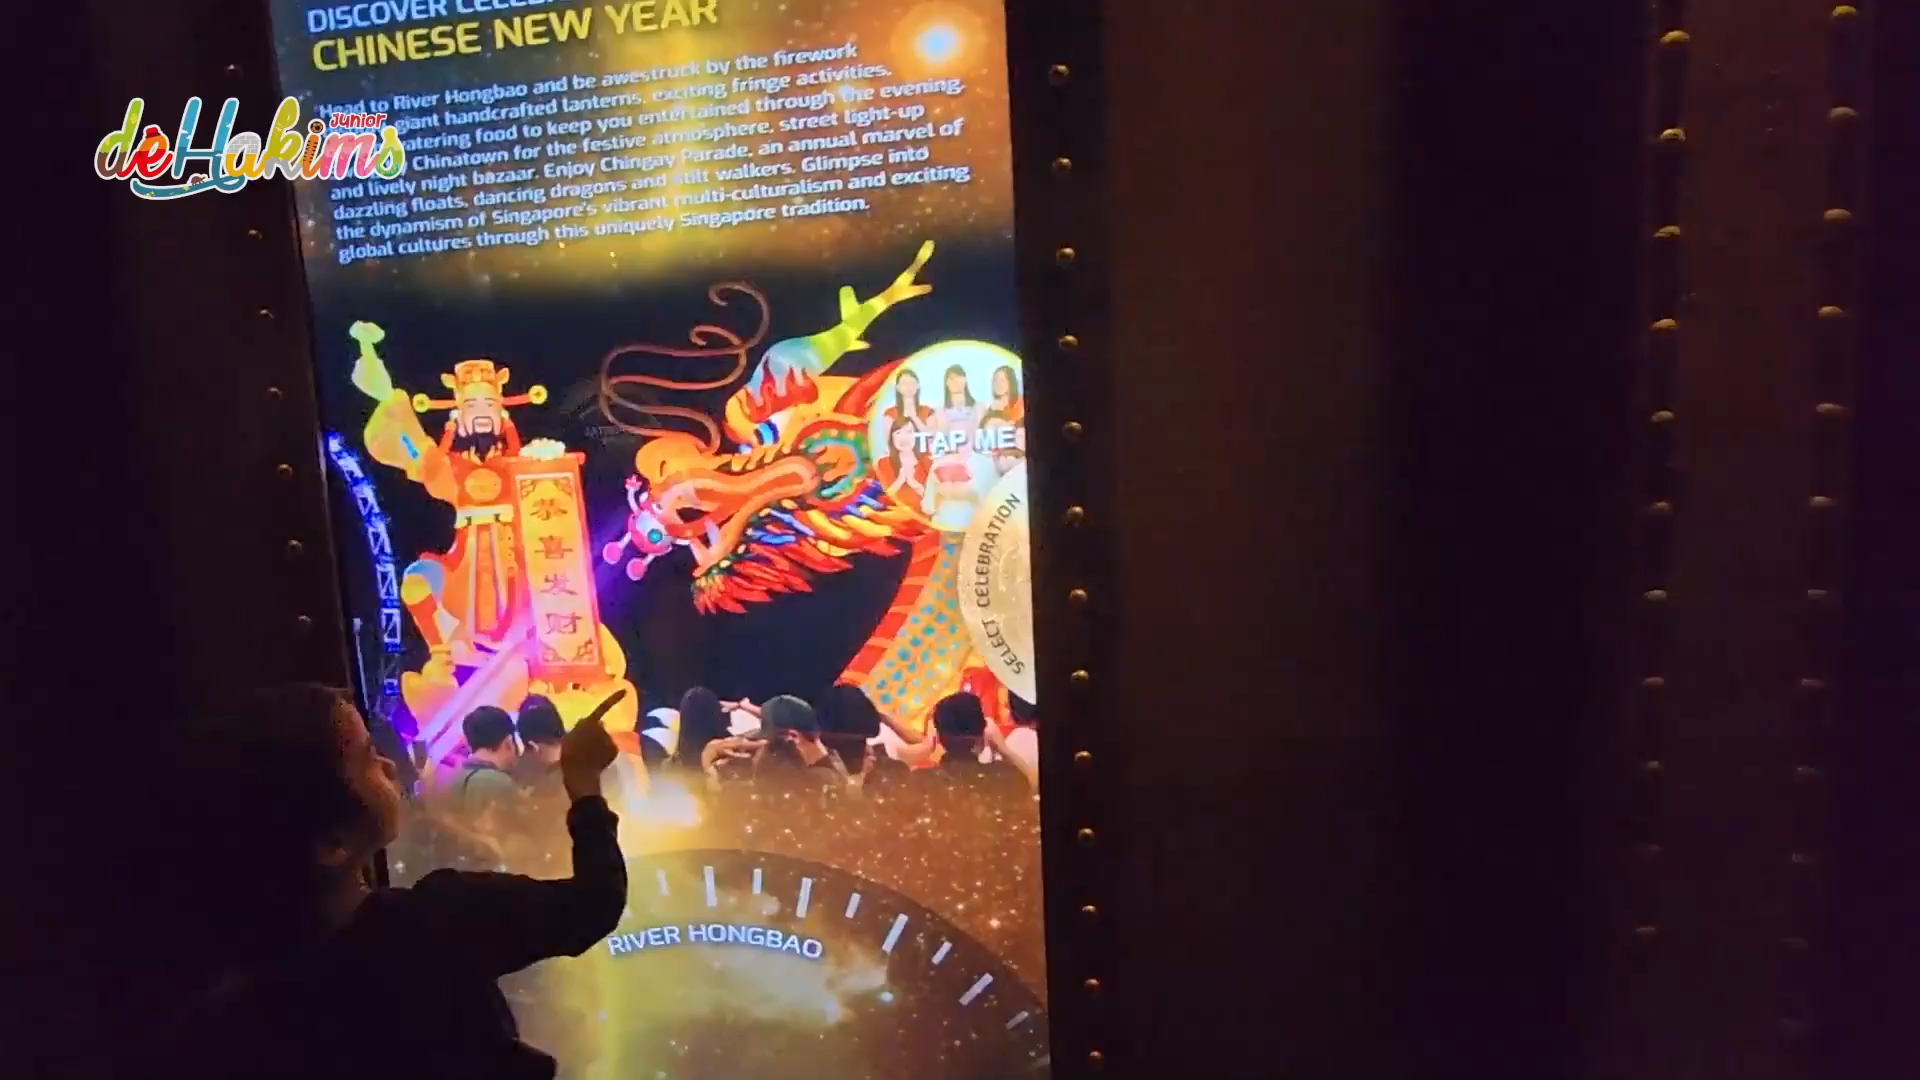 DISCOVER
CHINESE NEW YEAR
Head to River Hongbao and be awestruck by the firework
giant handcrafted lanterns, exciting fringe activities,
food to keep you entertained through the evening.
Chinatown for the festive atmosphere, street light-up
and lively night bazaar. Enjoy Chingay Parade, an annual marvel of
dazzling floats, dancing dragons and stilt walkers. Glimpse into
the dynamism of Singapore's vibrant multi-culturalism and exciting
global cultures through this uniquely Singapore tradition.
deHakims
Junior
TAP ME
SELECT CELEBRATION
恭喜发财
RIVER HONGBAO